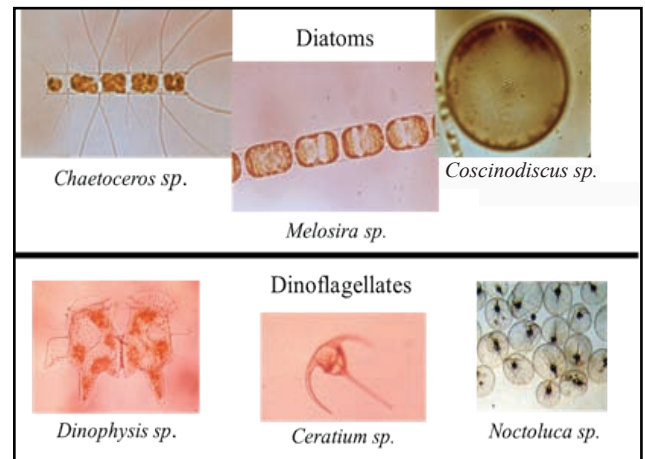 Diatoms
Chaetoceros sp.
Coscinodiscus sp.
Melosira sp.
Dinoflagellates
Dinophysis sp.
Ceratium sp.
Noctoluca sp.